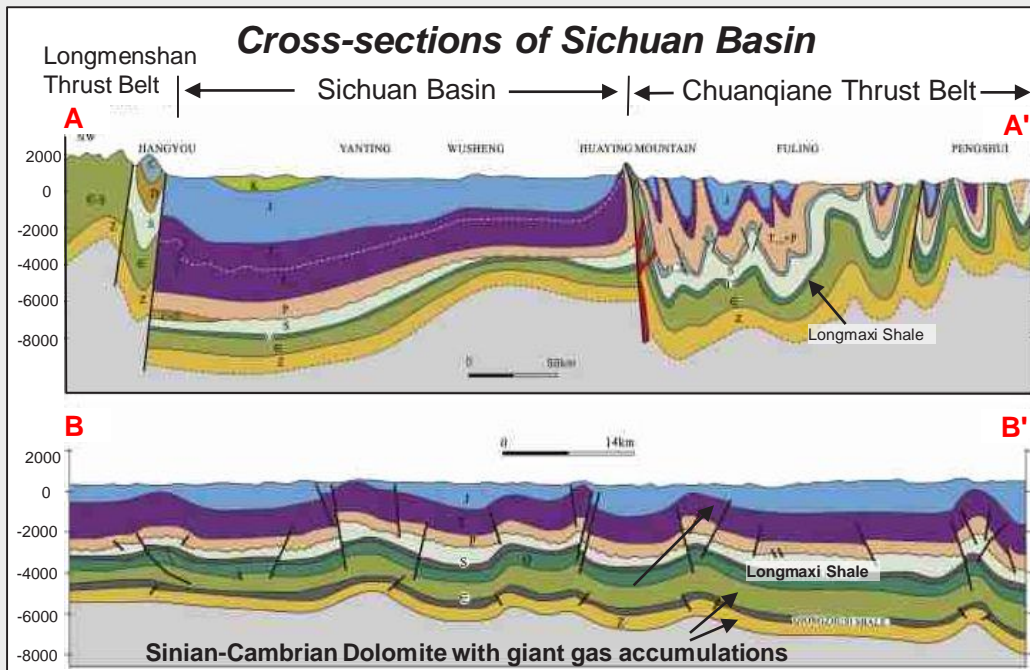 Cross-sections of Sichuan Basin
Longmenshan
Thrust Belt
Sichuan Basin
Chuanqiane Thrust Belt
A
A'
NW
HANGYOU
YANTING
WUSHENG
HUAYING MOUNTAIN
FULING
PENGSHUI
2000
0
-2000
-4000
-6000
-8000
K
J
P
S
Z
Longmaxi Shale
0
B
B'
0
14km
2000
0
-2000
-4000
-6000
-8000
J
P
S
Longmaxi Shale
Sinian-Cambrian Dolomite with giant gas accumulations